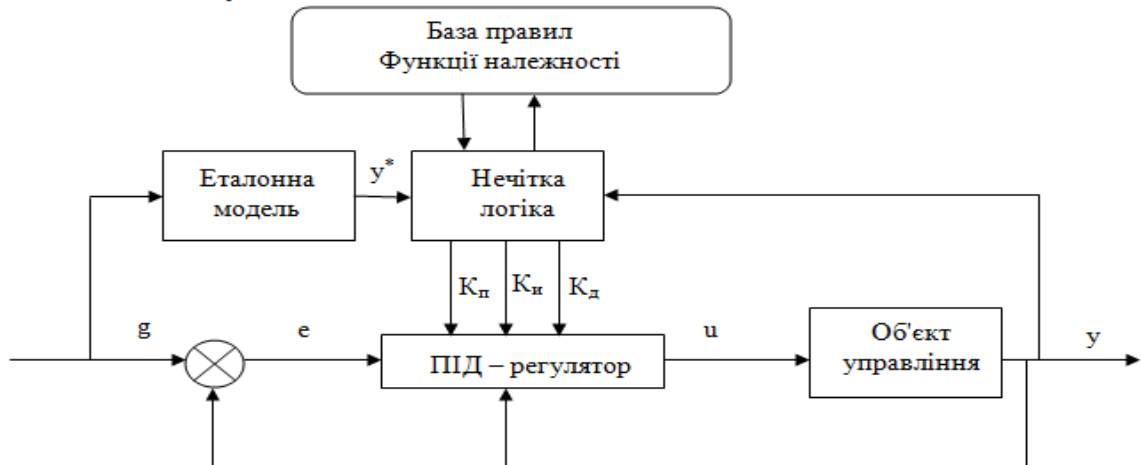 База правил
Функції належності
Еталонна
модель
y*
Нечітка
логіка
Кп
Ки
Кд
g
e
ПІД – регулятор
u
Об'єкт
управління
y